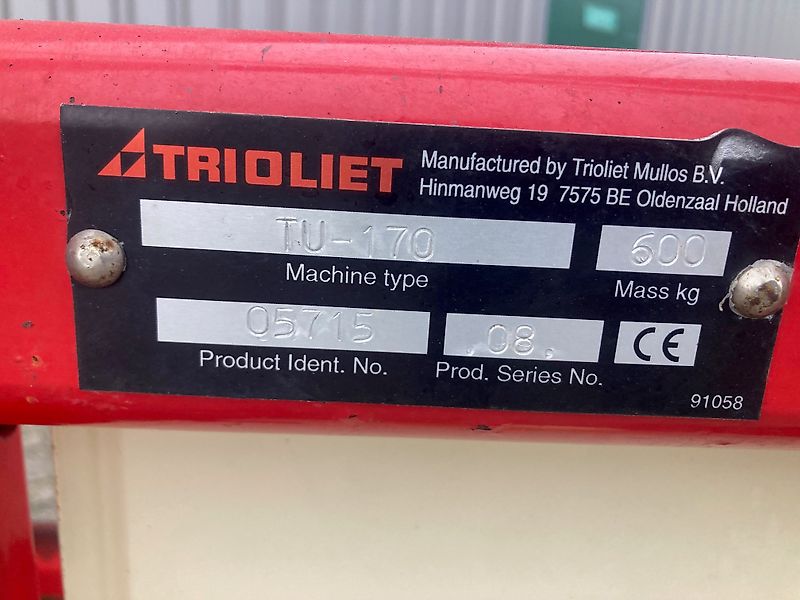 TRIOLIET
Manufactured by Trioliet Mullos B.V.
Hinmanweg 19 7575 BE Oldenzaal Holland
TU-170
Machine type
600
Mass kg
05715
Product Ident. No.
.08.
Prod. Series No.
CE
91058